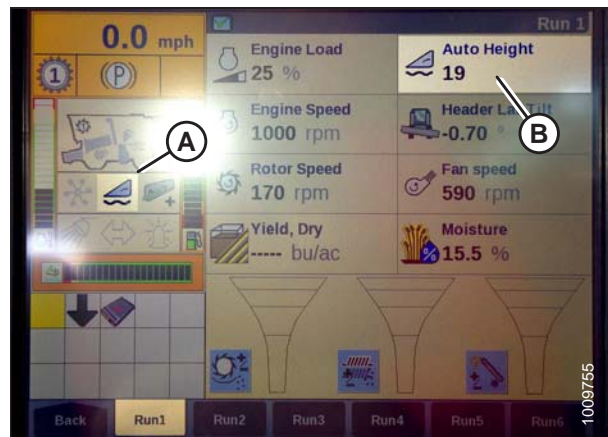 0.0 mph
Run 1
1
(P)
Engine Load
25 %
Auto Height
19
Engine Speed
1000 rpm
Header Lat Tilt
-0.70 °
Rotor Speed
170 rpm
Fan speed
590 rpm
Yield, Dry
----- bu/ac
Moisture
15.5 %
A
B
Back
Run1
Run2
Run3
Run4
Run5
Run6
1009755